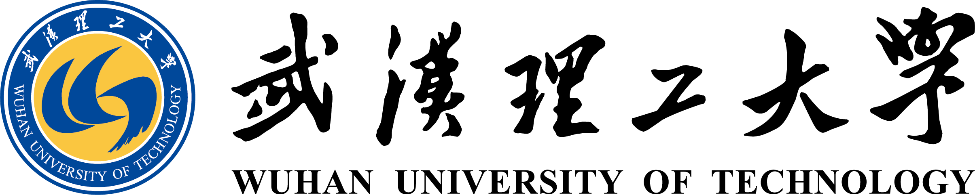 武漢理工大學
WUHAN UNIVERSITY OF TECHNOLOGY
武漢理工大學
WUHAN UNIVERSITY OF TECHNOLOGY